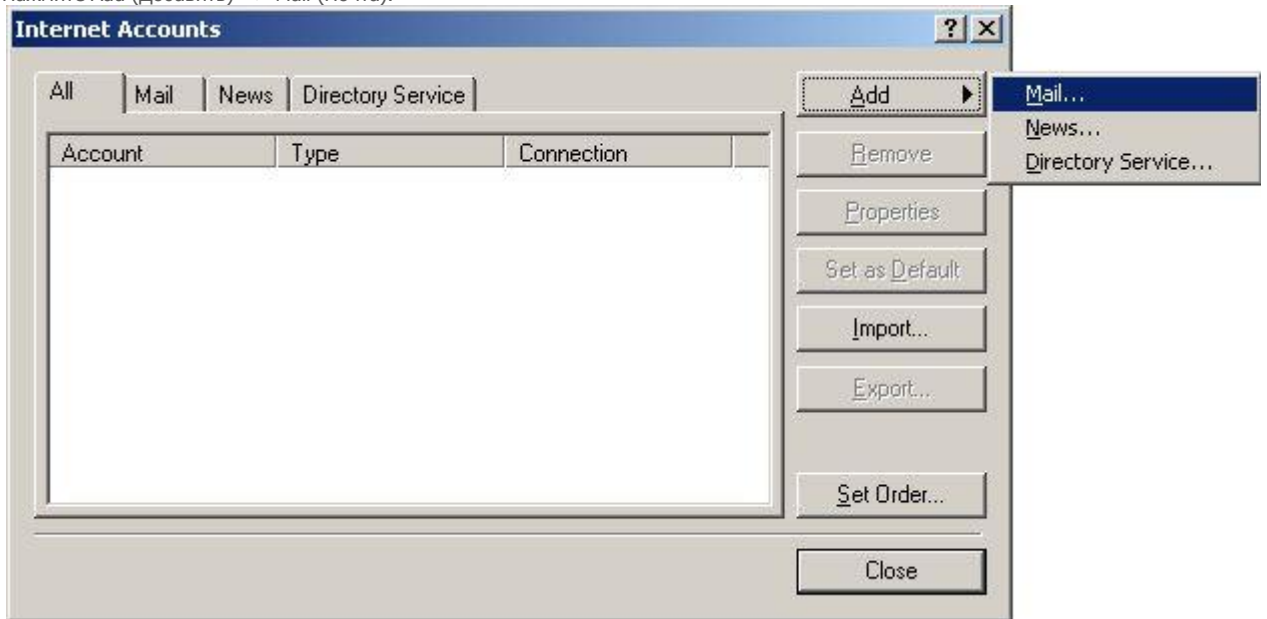 Internet Accounts
All Mail News Directory Service
Account Type Connection
Add
Remove
Properties
Set as Default
Import...
Export...
Set Order...
Close
Mail...
News...
Directory Service...